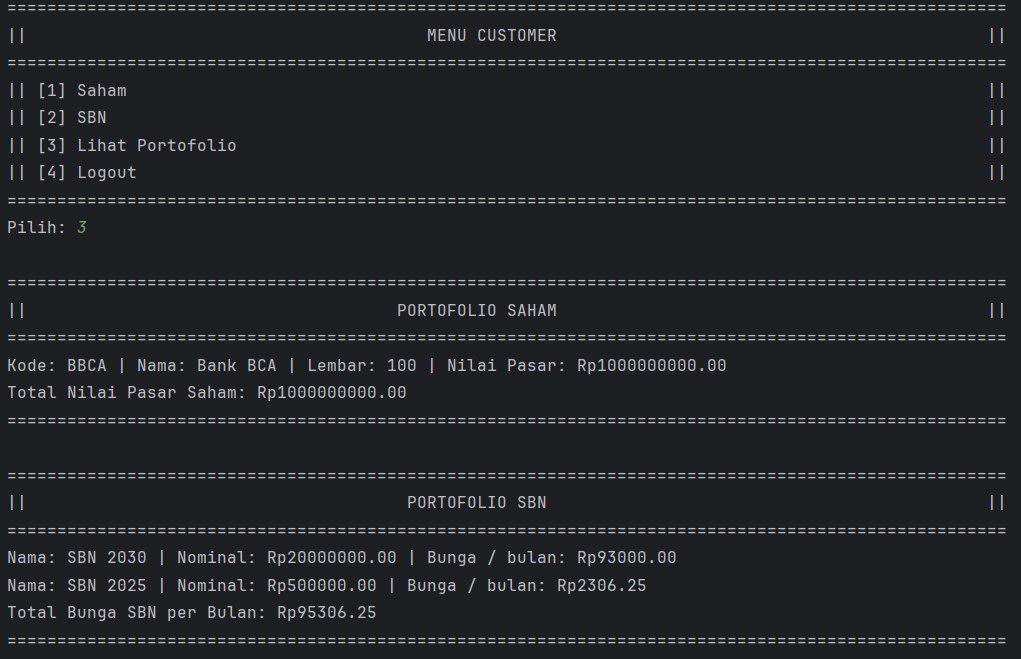 ====================================================================================================
||                                        MENU CUSTOMER                                           ||
====================================================================================================
|| [1] Saham                                                                                      ||
|| [2] SBN                                                                                        ||
|| [3] Lihat Portofolio                                                                           ||
|| [4] Logout                                                                                     ||
====================================================================================================
Pilih: 3
====================================================================================================
||                                     PORTOFOLIO SAHAM                                           ||
====================================================================================================
Kode: BBCA | Nama: Bank BCA | Lembar: 100 | Nilai Pasar: Rp1000000000.00
Total Nilai Pasar Saham: Rp1000000000.00
====================================================================================================
====================================================================================================
||                                      PORTOFOLIO SBN                                            ||
====================================================================================================
Nama: SBN 2030 | Nominal: Rp20000000.00 | Bunga / bulan: Rp93000.00
Nama: SBN 2025 | Nominal: Rp500000.00 | Bunga / bulan: Rp2306.25
Total Bunga SBN per Bulan: Rp95306.25
====================================================================================================